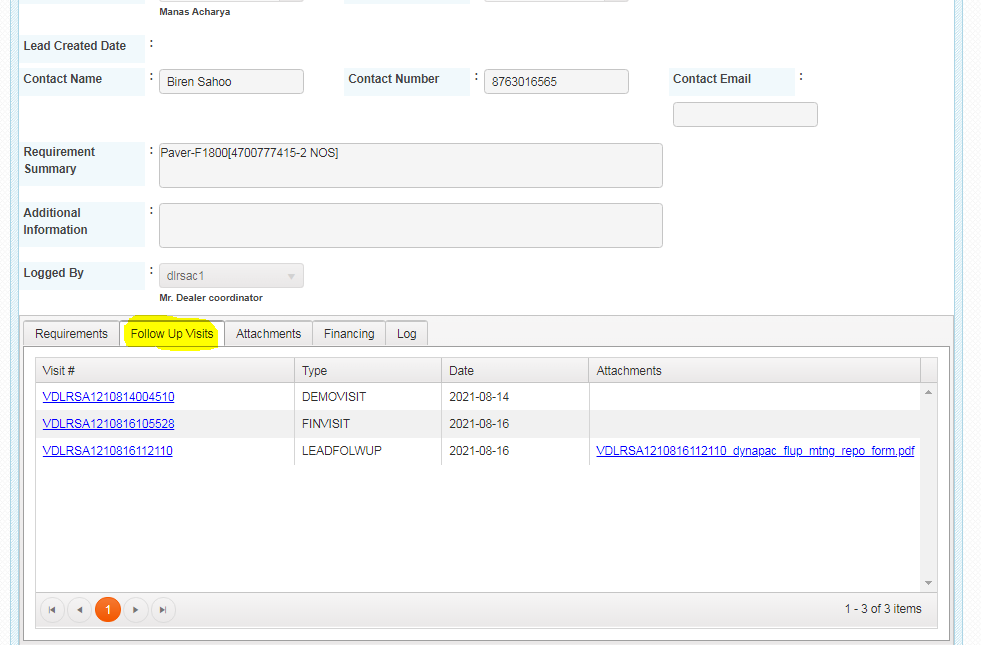 Manas Acharya
Lead Created Date :
Contact Name : Biren Sahoo Contact Number : 8763016565 Contact Email :
Requirement : Paver-F1800[4700777415-2 NOS]
Summary
Additional :
Information
Logged By : dlrsac1
Mr. Dealer coordinator
Requirements Follow Up Visits Attachments Financing Log
Visit # Type Date Attachments
VDLRSA1210814004510 DEMOVISIT 2021-08-14
VDLRSA1210816105528 FINVISIT 2021-08-16
VDLRSA1210816112110 LEADFOLWUP 2021-08-16 VDLRSA1210816112110_dynapac_flup_mtng_repo_form.pdf
1 1 - 3 of 3 items